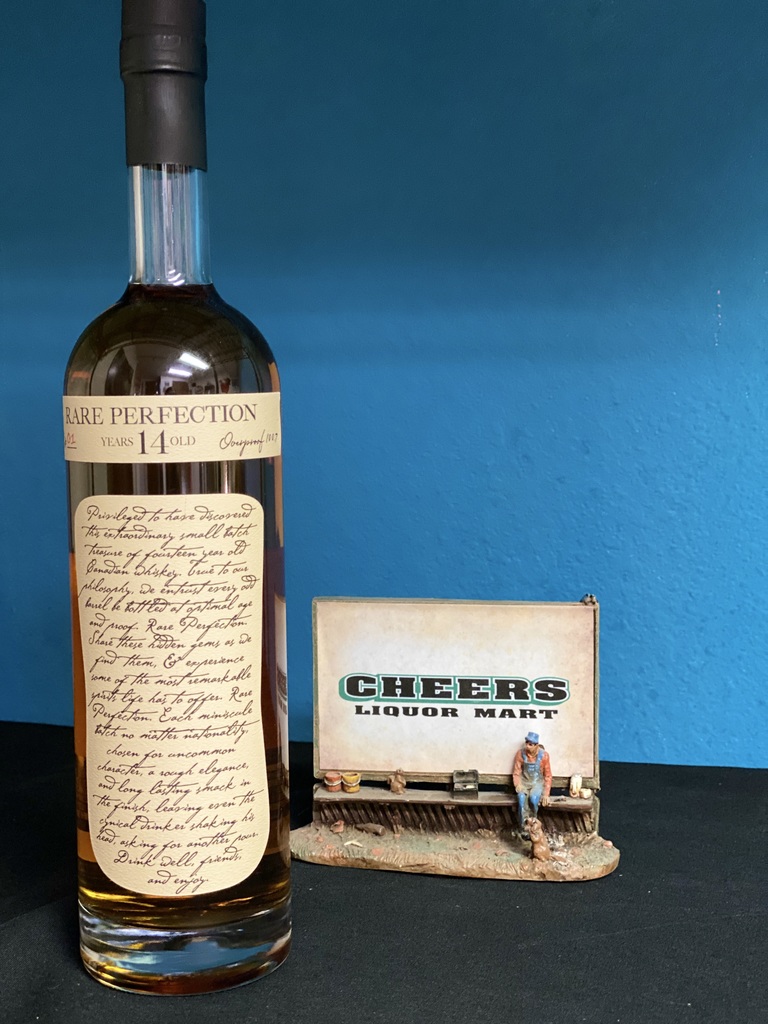 RARE PERFECTION
YEARS 14 OLD Overproof
Privileged to have discovered
this extraordinary small batch
treasure of fourteen year old
Canadian whiskey. True to our
philosophy, we entrust every odd
barrel be bottled at optimal age
and proof. Rare Perfection.
Share these hidden gems as we
find them, & experience
some of the most remarkable
spirits life has to offer. Rare
Perfection. Each miniscule
batch no matter nationality,
chosen for uncommon
character, a rough elegance,
and long lasting smack in
the finish, leaving even the
cynical drinker shaking his
head, asking for another pour.
Drink well, friends,
and enjoy.
CHEERS
LIQUOR MART